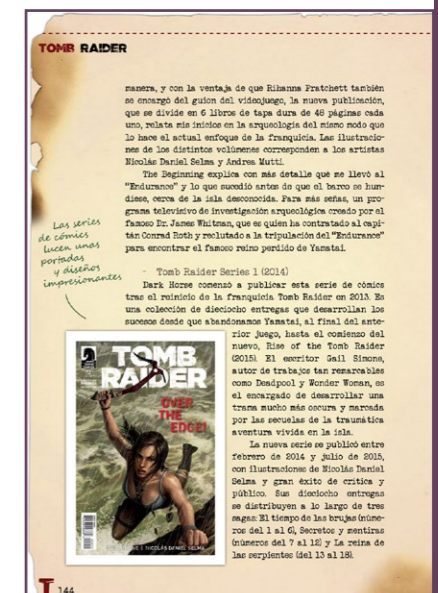 TOMB RAIDER
manera, y con la ventaja de que Rihanna Pratchett también
se encargó del guion del videojuego, la nueva publicación,
que se divide en 6 libros de tapa dura de 48 páginas cada
uno, relata mis inicios en la arqueología del mismo modo que
lo hace el actual enfoque de la franquicia. Las ilustracio-
nes de los distintos volúmenes corresponden a los artistas
Nicolás Daniel Selma y Andrea Mutti.
The Beginning explica con más detalle qué me llevó al
"Endurance" y lo que sucedió antes de que el barco se hun-
diese, cerca de la isla desconocida. Para más señas, un pro-
grama televisivo de investigación arqueológica creado por el
famoso Dr. James Whitman, que es quien ha contratado al capi-
tán Conrad Roth y reclutado a la tripulación del "Endurance"
para encontrar el famoso reino perdido de Yamatai.
Las series
de cómics
lucen unas
portadas
y diseños
impresionantes
- Tomb Raider Series 1 (2014)
Dark Horse comenzó a publicar esta serie de cómics
tras el reinicio de la franquicia Tomb Raider en 2013. Es
una colección de dieciocho entregas que desarrollan los
sucesos desde que abandonamos Yamatai, al final del ante-
rior juego, hasta el comienzo del
nuevo, Rise of the Tomb Raider
(2015). El escritor Gail Simone,
autor de trabajos tan remarcables
como Deadpool y Wonder Woman, es
el encargado de desarrollar una
trama mucho más oscura y marcada
por las secuelas de la traumática
aventura vivida en la isla.
La nueva serie se publicó entre
febrero de 2014 y julio de 2015,
con ilustraciones de Nicolás Daniel
Selma y gran éxito de crítica y
público. Sus dieciocho entregas
se distribuyen a lo largo de tres
sagas: El tiempo de las brujas (núme-
ros del 1 al 6), Secretos y mentiras
(números del 7 al 12) y La reina de
las serpientes (del 13 al 18).
TOMB
RAIDER
OVER
THE
EDGE!
NICOLÁS DANIEL SELMA
T 144